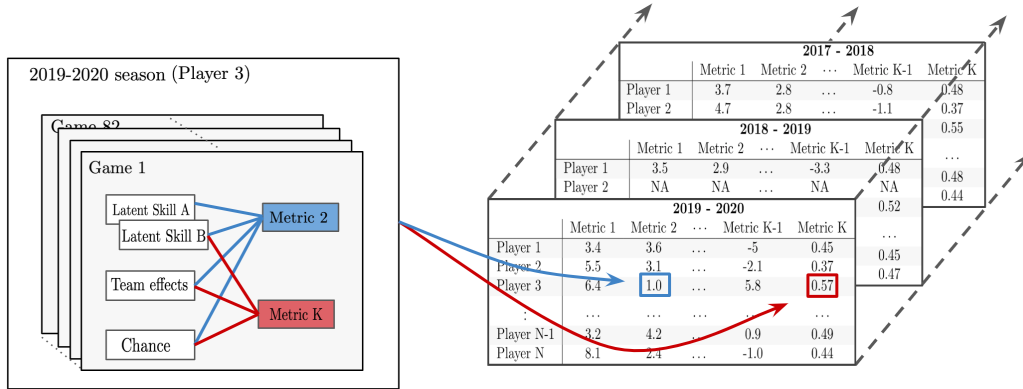 2019-2020 season (Player 3)
Game 82
Game 1
Latent Skill A
Latent Skill B
Team effects
Chance
Metric 2
Metric K
2017 - 2018
Metric 1 Metric 2 ... Metric K-1 Metric K
Player 1 3.7 2.8 ... -0.8 0.48
Player 2 4.7 2.8 ... -1.1 0.37
0.55
...
0.48
0.44
2018 - 2019
Metric 1 Metric 2 ... Metric K-1 Metric K
Player 1 3.5 2.9 ... -3.3 0.48
Player 2 NA NA ... NA NA
0.52
...
0.45
0.47
2019 - 2020
Metric 1 Metric 2 ... Metric K-1 Metric K
Player 1 3.4 3.6 ... -5 0.45
Player 2 5.5 3.1 ... -2.1 0.37
Player 3 6.4 1.0 ... 5.8 0.57
: ... ... ... ... ...
Player N-1 3.2 4.2 ... 0.9 0.49
Player N 8.1 2.4 ... -1.0 0.44